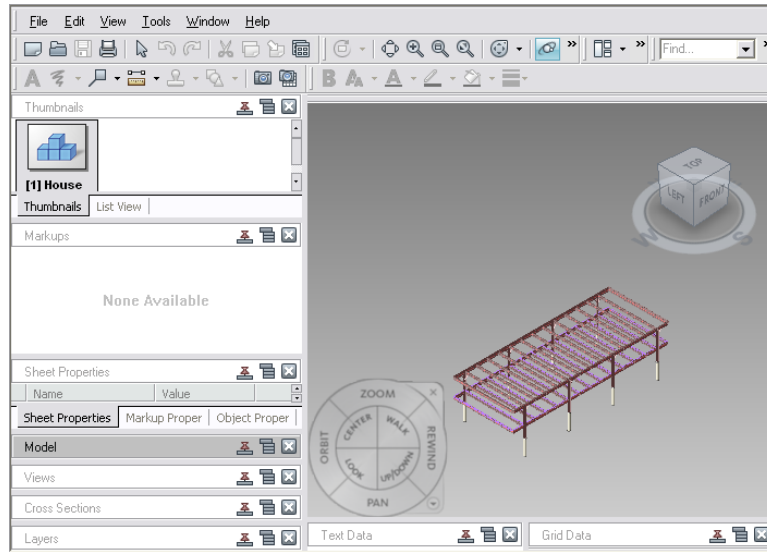 File Edit View Tools Window Help
Find...
A
B A A
Thumbnails
[1] House
Thumbnails List View
Markups
None Available
Sheet Properties
Name Value
Sheet Properties Markup Proper Object Proper
Model
Views
Cross Sections
Layers
TOP
LEFT FRONT
W S
ZOOM
CENTER WALK
ORBIT REWIND
LOOK UP/DOWN
PAN
Text Data Grid Data